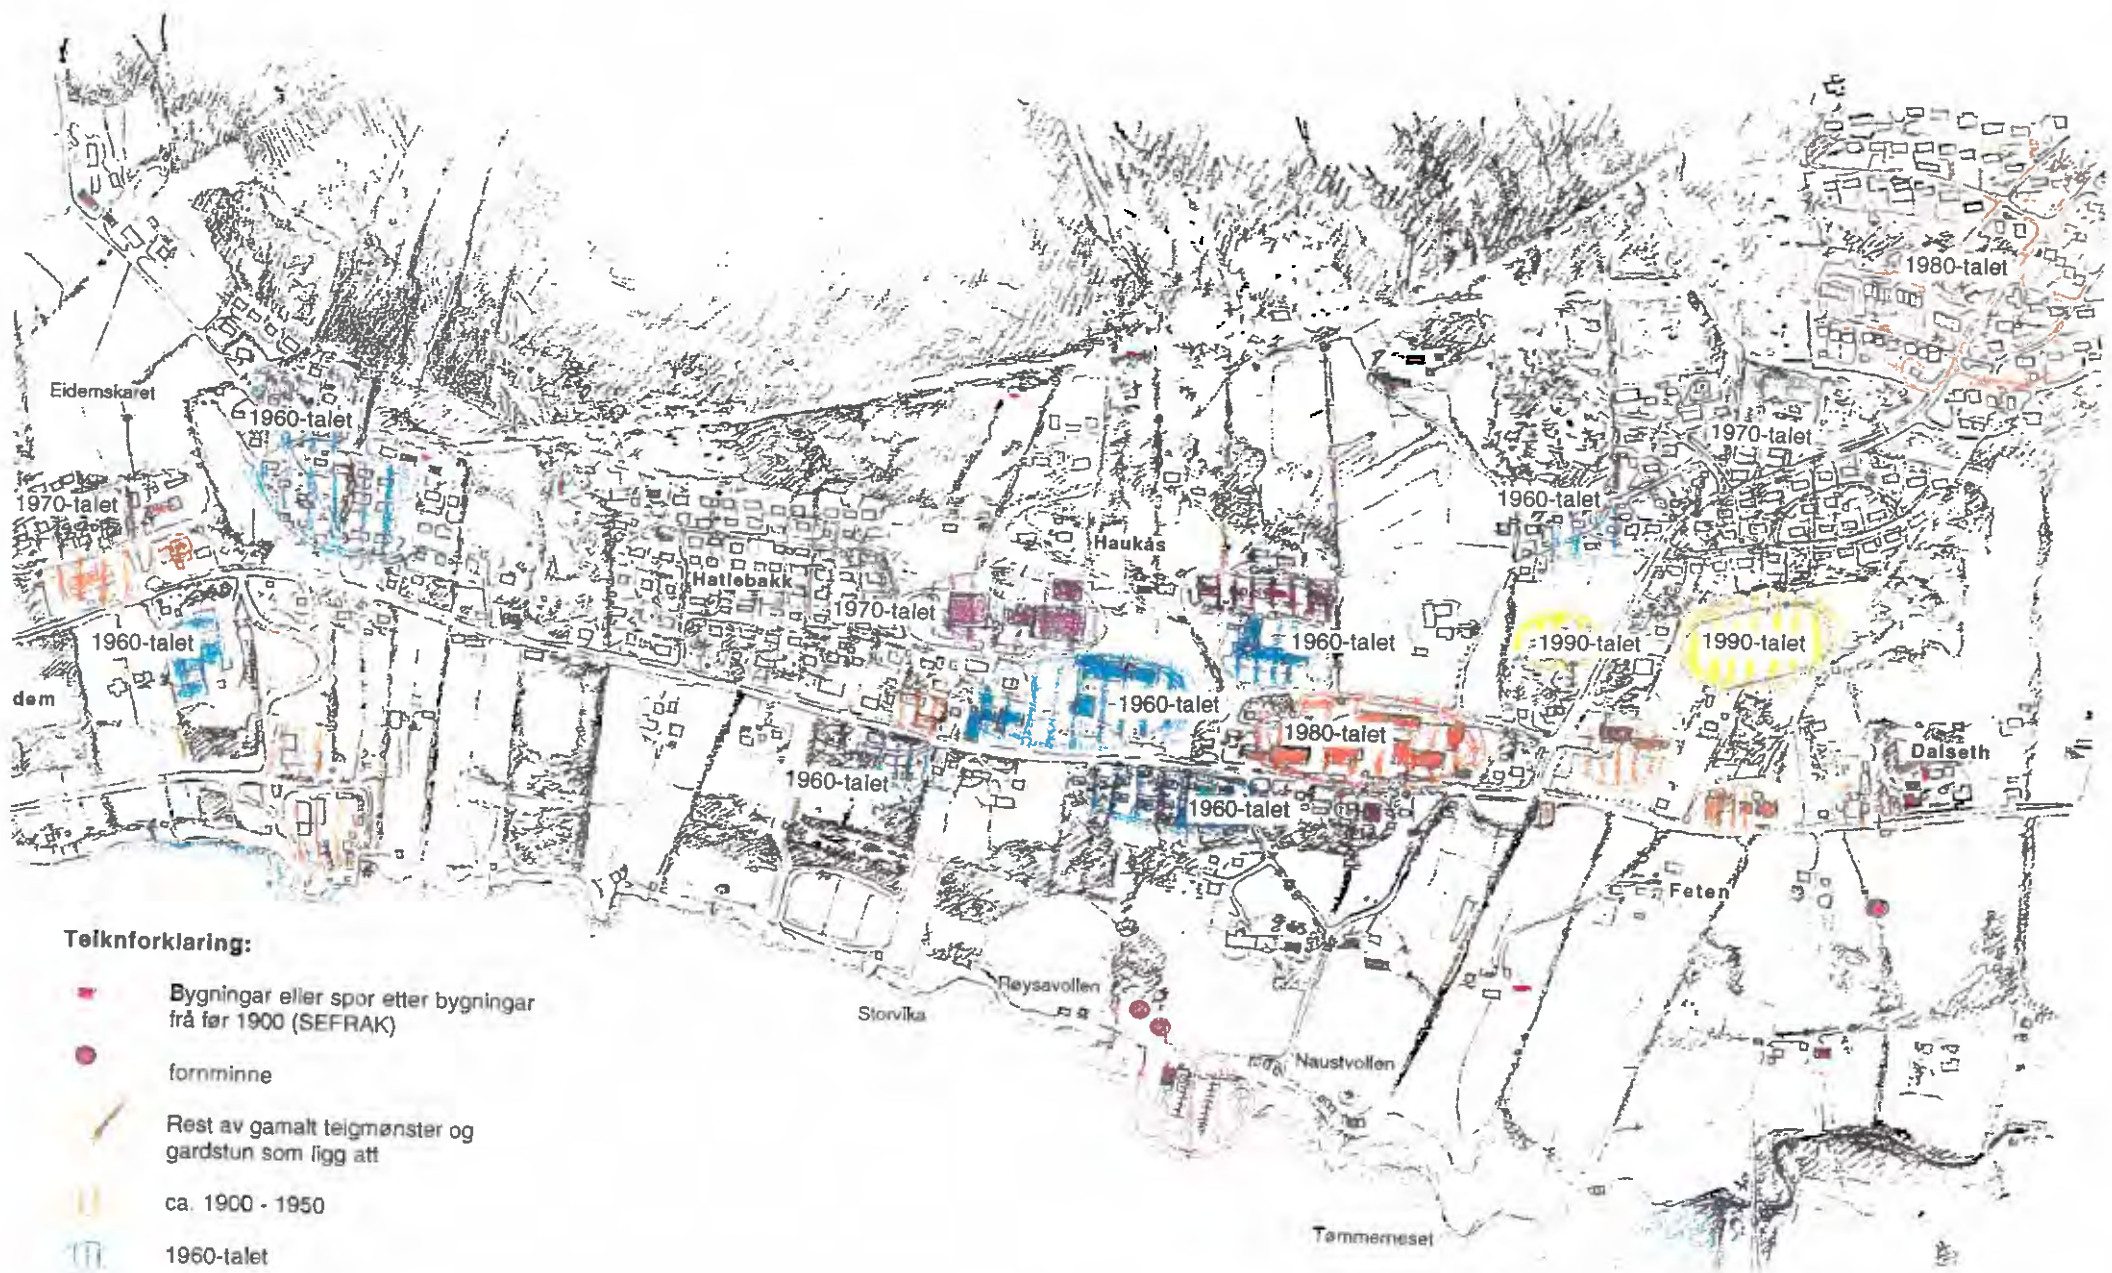 1980-talet
Eidemskaret
1960-talet
1970-talet
1970-talet
1960-talet
Haukås
Hatlebakk
1970-talet
1960-talet
1960-talet
1990-talet
1990-talet
dem
1960-talet
1980-talet
Dalseth
1960-talet
1960-talet
Feten
Teiknforklaring:
Bygningar eller spor etter bygningar
frå før 1900 (SEFRAK)
Røysavollen
Storvika
fornminne
Naustvollen
Rest av gamalt teigmønster og
gardstun som ligg att
ca. 1900 - 1950
Tømmerneset
1960-talet